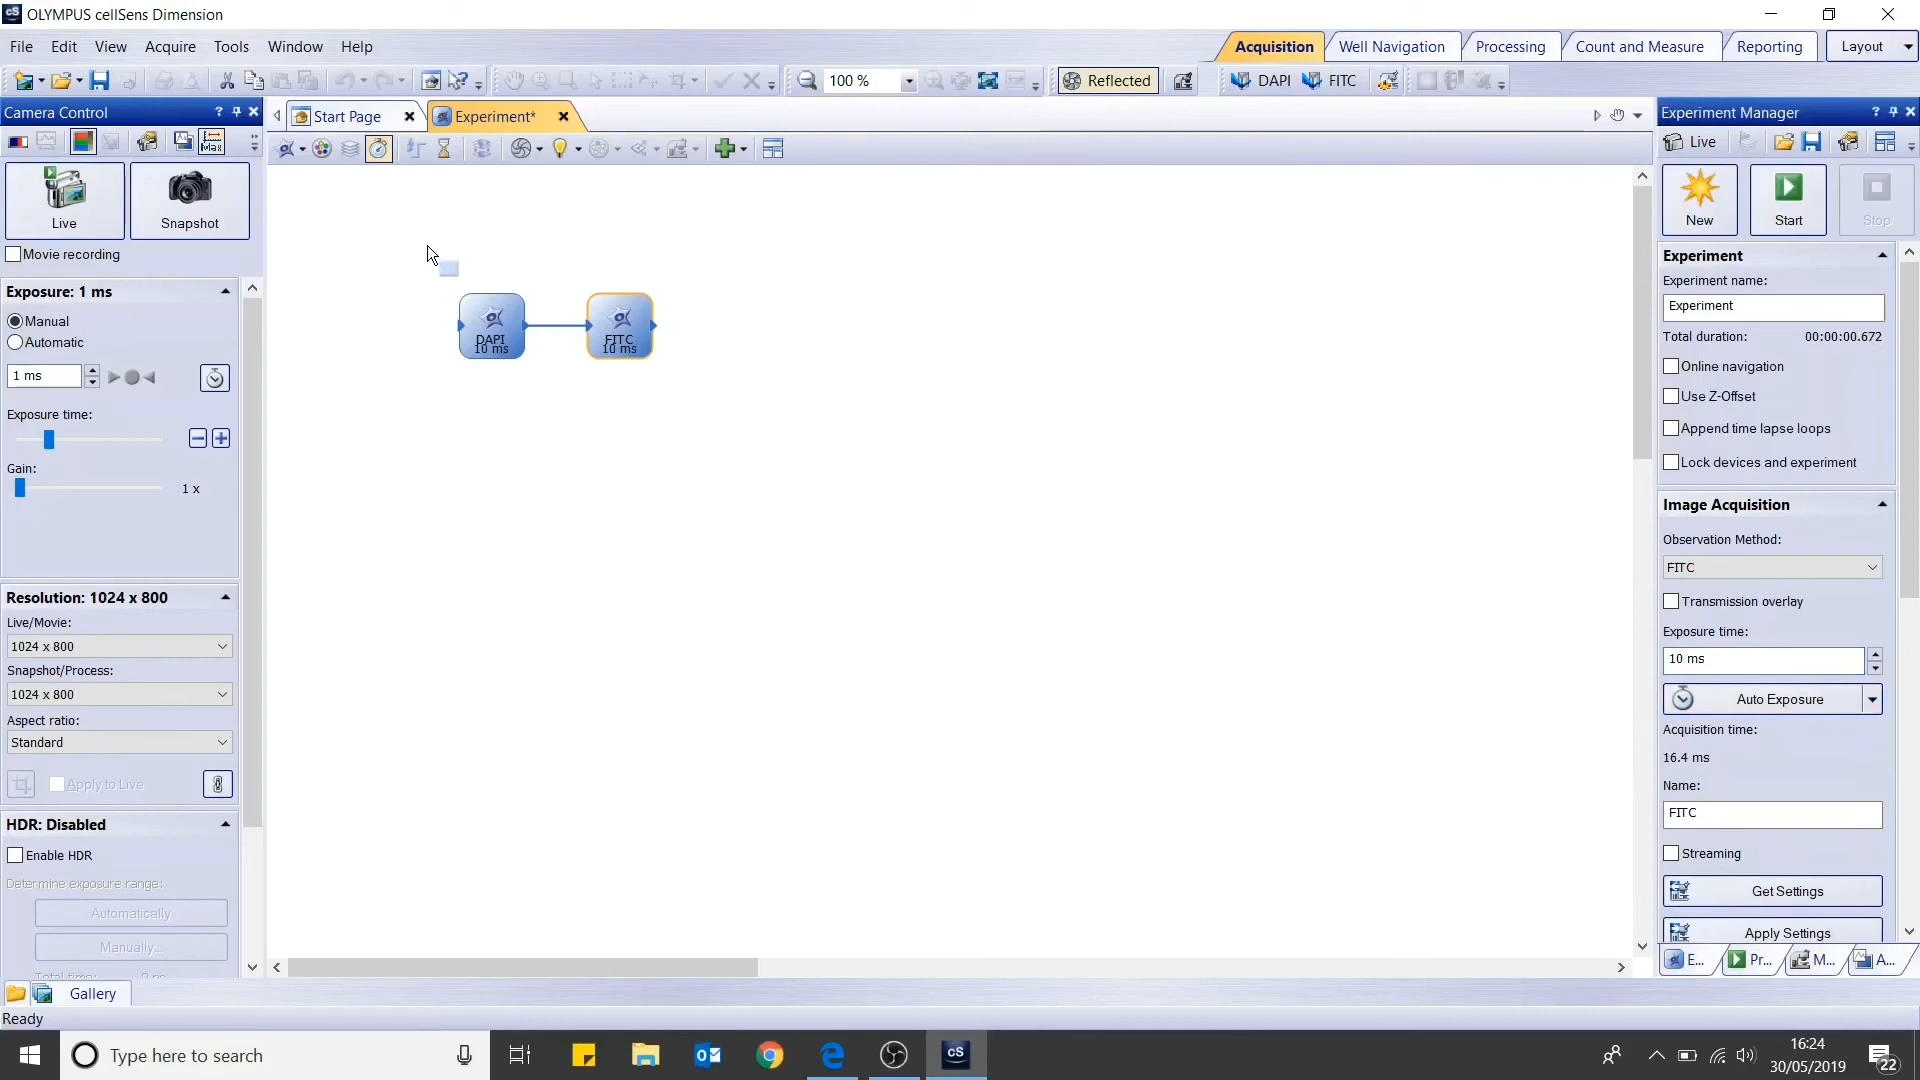 cS OLYMPUS cellSens Dimension
File Edit View Acquire Tools Window Help
Acquisition Well Navigation Processing Count and Measure Reporting Layout
100 % Reflected DAPI FITC
Camera Control
Start Page Experiment*
Experiment Manager
Max
Live
Live
Snapshot
New
Start
Stop
Movie recording
Exposure: 1 ms
Manual
Automatic
1 ms
Exposure time:
Gain:
1 x
Resolution: 1024 x 800
Live/Movie:
1024 x 800
Snapshot/Process:
1024 x 800
Aspect ratio:
Standard
Apply to Live
HDR: Disabled
Enable HDR
Determine exposure range:
Automatically
Manually...
DAPI
10 ms
FITC
10 ms
Experiment
Experiment name:
Experiment
Total duration: 00:00:00.672
Online navigation
Use Z-Offset
Append time lapse loops
Lock devices and experiment
Image Acquisition
Observation Method:
FITC
Transmission overlay
Exposure time:
10 ms
Auto Exposure
Acquisition time:
16.4 ms
Name:
FITC
Streaming
Get Settings
Apply Settings
E... Pr... M... A...
Gallery
Ready
Type here to search
cS
16:24
30/05/2019
22